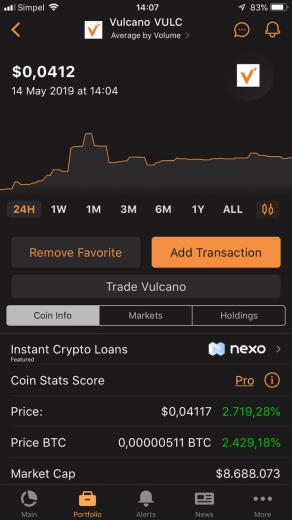 Simpel
14:07
83%
Vulcano VULC
Average by Volume
$0,0412
14 May 2019 at 14:04
24H 1W 1M 3M 6M 1Y ALL
Remove Favorite Add Transaction
Trade Vulcano
Coin Info Markets Holdings
Instant Crypto Loans nexo
Featured
Coin Stats Score Pro
Price: $0,04117 2.719,28%
Price BTC 0,00000511 BTC 2.429,18%
Market Cap $8.688.073
Main Portfolio Alerts News More